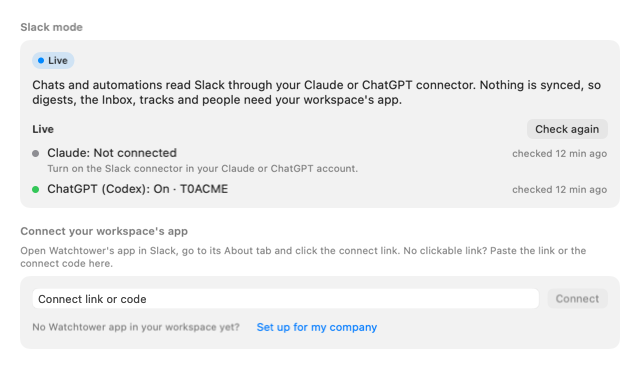 Slack mode
Live
Chats and automations read Slack through your Claude or ChatGPT connector. Nothing is synced, so
digests, the Inbox, tracks and people need your workspace's app.
Live
Check again
Claude: Not connected
checked 12 min ago
Turn on the Slack connector in your Claude or ChatGPT account.
ChatGPT (Codex): On · T0ACME
checked 12 min ago
Connect your workspace's app
Open Watchtower's app in Slack, go to its About tab and click the connect link. No clickable link? Paste the link or the
connect code here.
Connect link or code
Connect
No Watchtower app in your workspace yet?
Set up for my company